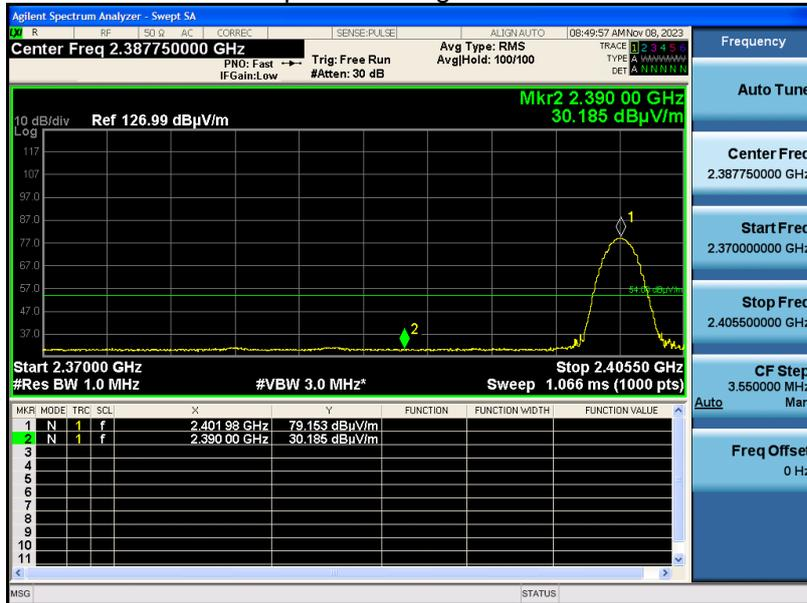 Agilent Spectrum Analyzer - Swept SA
R RF 50 Ω AC CORREC SENSE:PULSE ALIGN AUTO 08:49:57 AM Nov 08, 2023
Center Freq 2.387750000 GHz
PNO: Fast
IFGain:Low
Trig: Free Run
#Atten: 30 dB
Avg Type: RMS
Avg|Hold: 100/100
TRACE 1 2 3 4 5 6
TYPE A WWWWW
DET A N N N N N
Mkr2 2.390 00 GHz
30.185 dBµV/m
10 dB/div Ref 126.99 dBµV/m
Log
117
107
97.0
87.0
77.0
67.0
57.0
47.0
37.0
1
2
54.00 dBµV/m
Start 2.37000 GHz Stop 2.40550 GHz
#Res BW 1.0 MHz #VBW 3.0 MHz* Sweep 1.066 ms (1000 pts)
MKR MODE TRC SCL X Y FUNCTION FUNCTION WIDTH FUNCTION VALUE
1 N 1 f 2.401 98 GHz 79.153 dBµV/m
2 N 1 f 2.390 00 GHz 30.185 dBµV/m
3
4
5
6
7
8
9
10
11
MSG STATUS
Frequency
Auto Tune
Center Freq
2.387750000 GHz
Start Freq
2.370000000 GHz
Stop Freq
2.405500000 GHz
CF Step
3.550000 MHz
Auto Man
Freq Offset
0 Hz